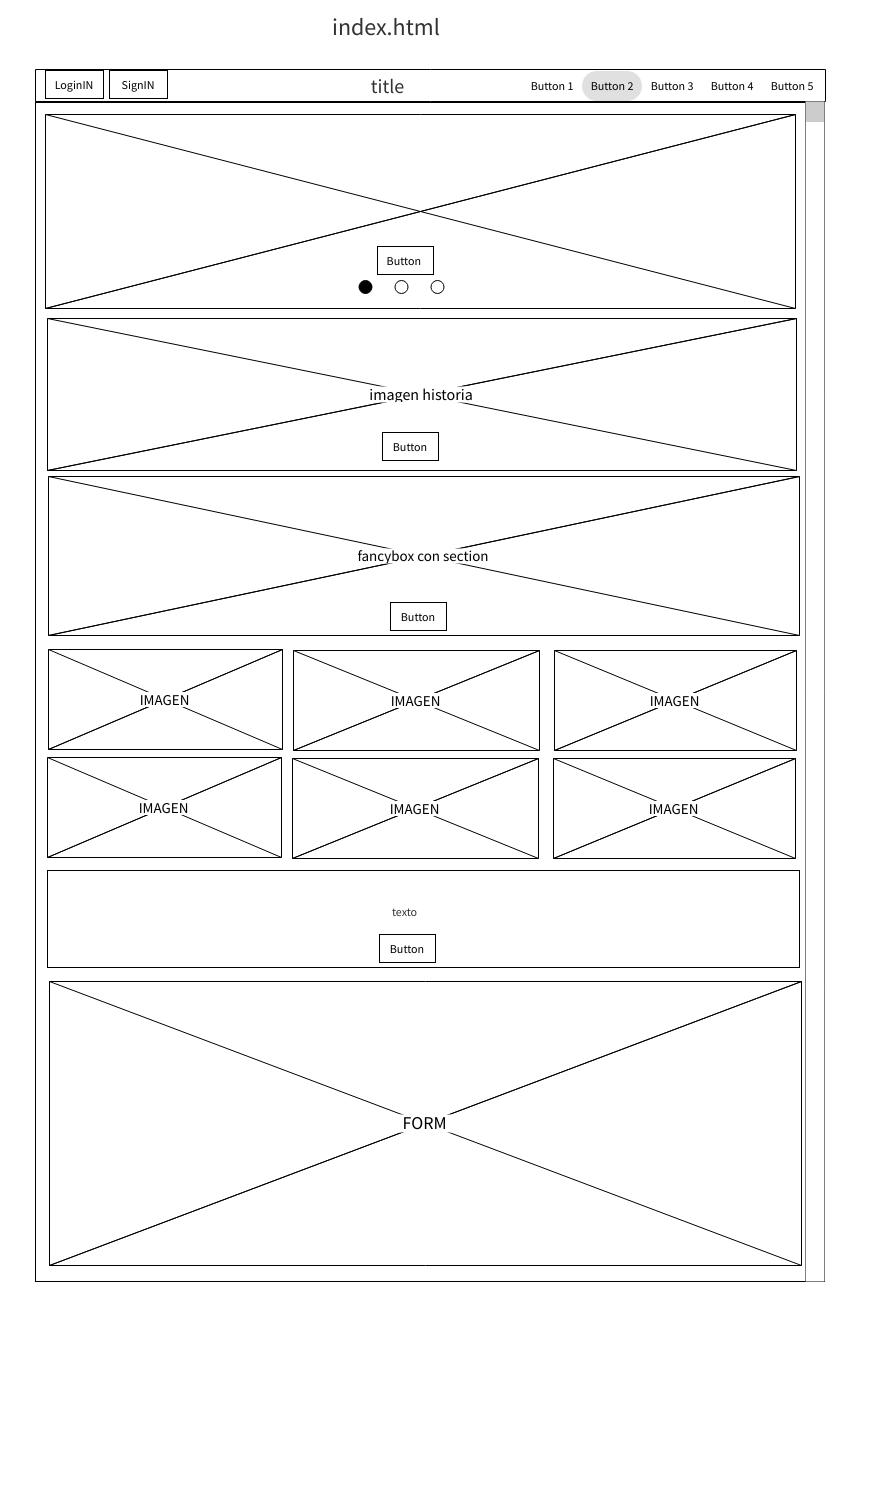 index.html
LoginIN SignIN title Button 1 Button 2 Button 3 Button 4 Button 5
Button
imagen historia
Button
fancybox con section
Button
IMAGEN IMAGEN IMAGEN
IMAGEN IMAGEN IMAGEN
texto
Button
FORM